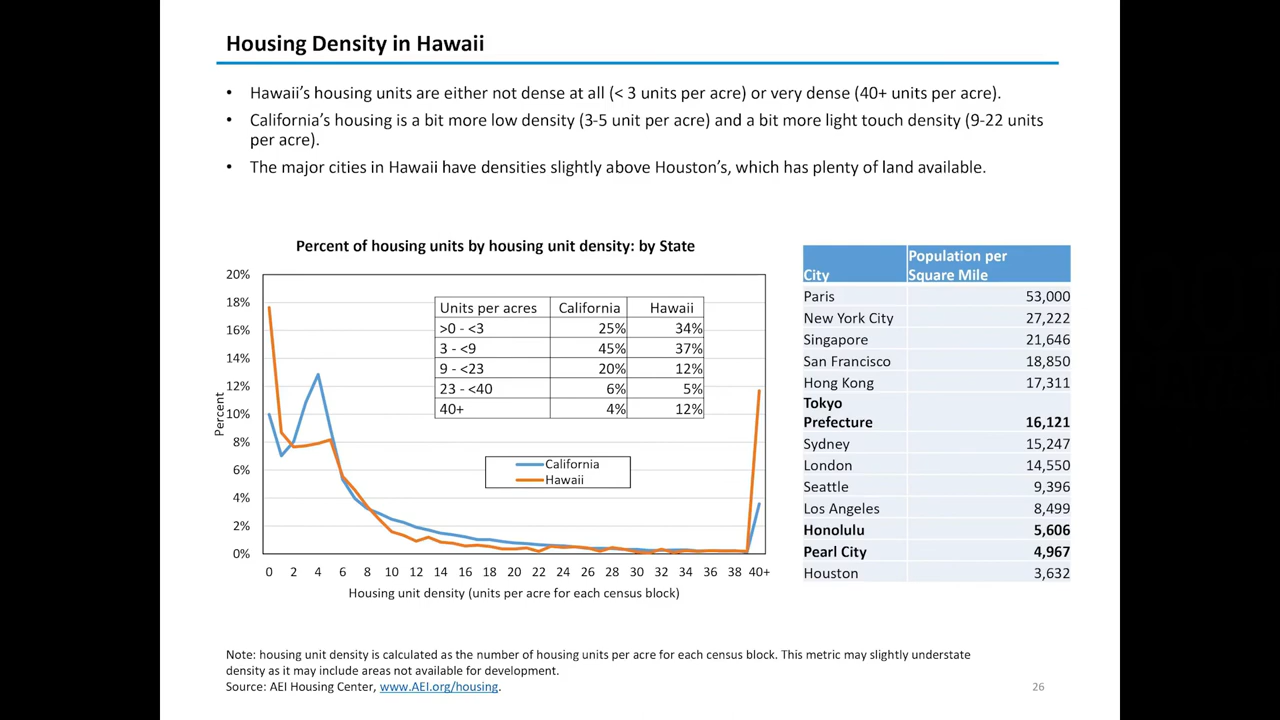 Housing Density in Hawaii
• Hawaii's housing units are either not dense at all (< 3 units per acre) or very dense (40+ units per acre).
• California's housing is a bit more low density (3-5 unit per acre) and a bit more light touch density (9-22 units
per acre).
• The major cities in Hawaii have densities slightly above Houston's, which has plenty of land available.
Percent of housing units by housing unit density: by State
20%
18%
16%
14%
12%
10%
8%
6%
4%
2%
0%
Percent
Units per acres California Hawaii
>0 - <3 25% 34%
3 - <9 45% 37%
9 - <23 20% 12%
23 - <40 6% 5%
40+ 4% 12%
California
Hawaii
0 2 4 6 8 10 12 14 16 18 20 22 24 26 28 30 32 34 36 38 40+
Housing unit density (units per acre for each census block)
Population per
City Square Mile
Paris 53,000
New York City 27,222
Singapore 21,646
San Francisco 18,850
Hong Kong 17,311
Tokyo
Prefecture 16,121
Sydney 15,247
London 14,550
Seattle 9,396
Los Angeles 8,499
Honolulu 5,606
Pearl City 4,967
Houston 3,632
Note: housing unit density is calculated as the number of housing units per acre for each census block. This metric may slightly understate
density as it may include areas not available for development.
Source: AEI Housing Center, www.AEI.org/housing.
26